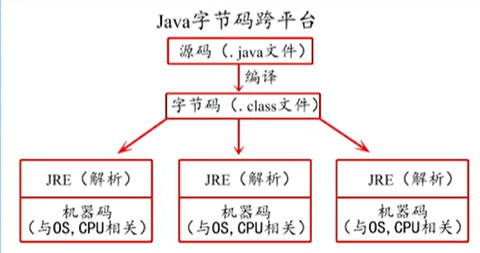 Java字节码跨平台
源码（.java文件）
编译
字节码（.class文件）
JRE（解析）
机器码
（与OS,CPU相关）
JRE（解析）
机器码
（与OS,CPU相关）
JRE（解析）
机器码
（与OS,CPU相关）